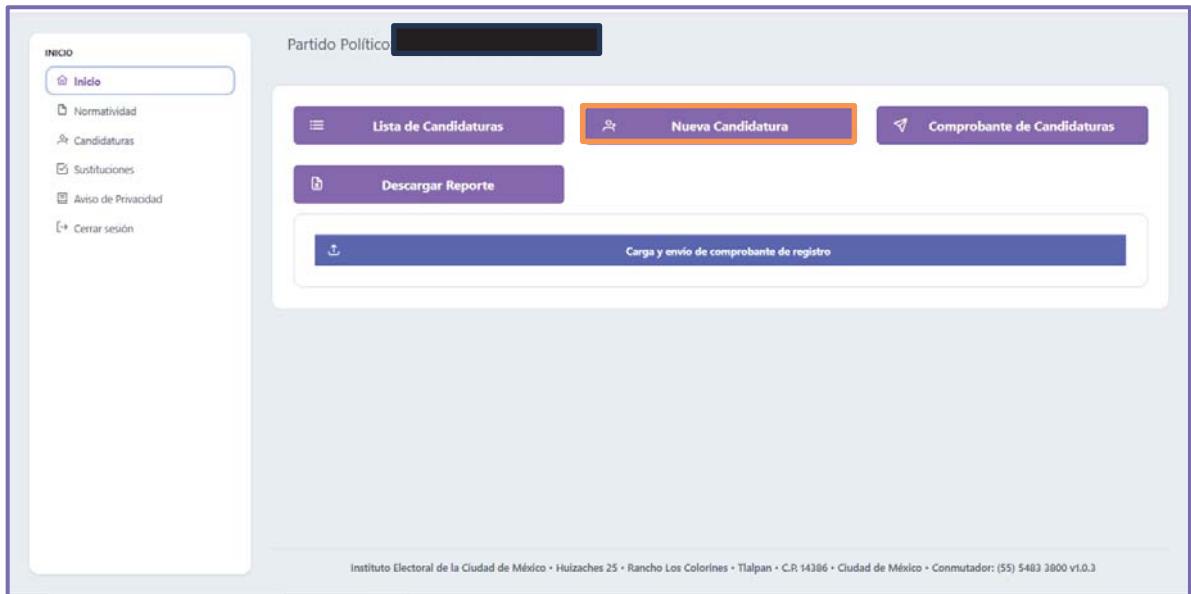 Partido Político
INICIO
Inicio
Normatividad
Candidaturas
Sustituciones
Aviso de Privacidad
Cerrar sesión
Lista de Candidaturas
Nueva Candidatura
Comprobante de Candidaturas
Descargar Reporte
Carga y envío de comprobante de registro
Instituto Electoral de la Ciudad de México • Huizaches 25 • Rancho Los Colorines • Tlalpan • C.P. 14386 • Ciudad de México • Conmutador: (55) 5483 3800 v1.0.3